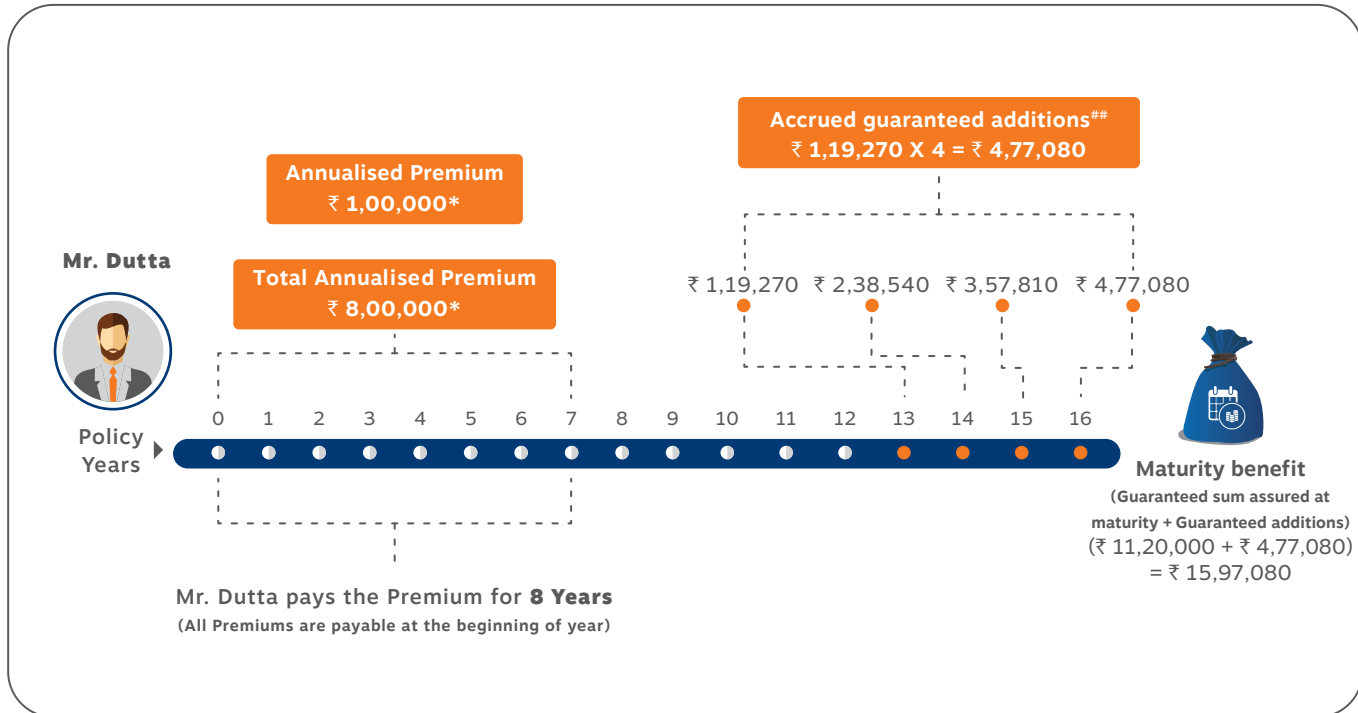 Accrued guaranteed additions##
₹ 1,19,270 X 4 = ₹ 4,77,080
Annualised Premium
₹ 1,00,000*
Mr. Dutta
Total Annualised Premium
₹ 8,00,000*
₹ 1,19,270 ₹ 2,38,540 ₹ 3,57,810 ₹ 4,77,080
0 1 2 3 4 5 6 7 8 9 10 11 12 13 14 15 16
Policy
Years
Maturity benefit
(Guaranteed sum assured at
maturity + Guaranteed additions)
(₹ 11,20,000 + ₹ 4,77,080)
= ₹ 15,97,080
Mr. Dutta pays the Premium for 8 Years
(All Premiums are payable at the beginning of year)